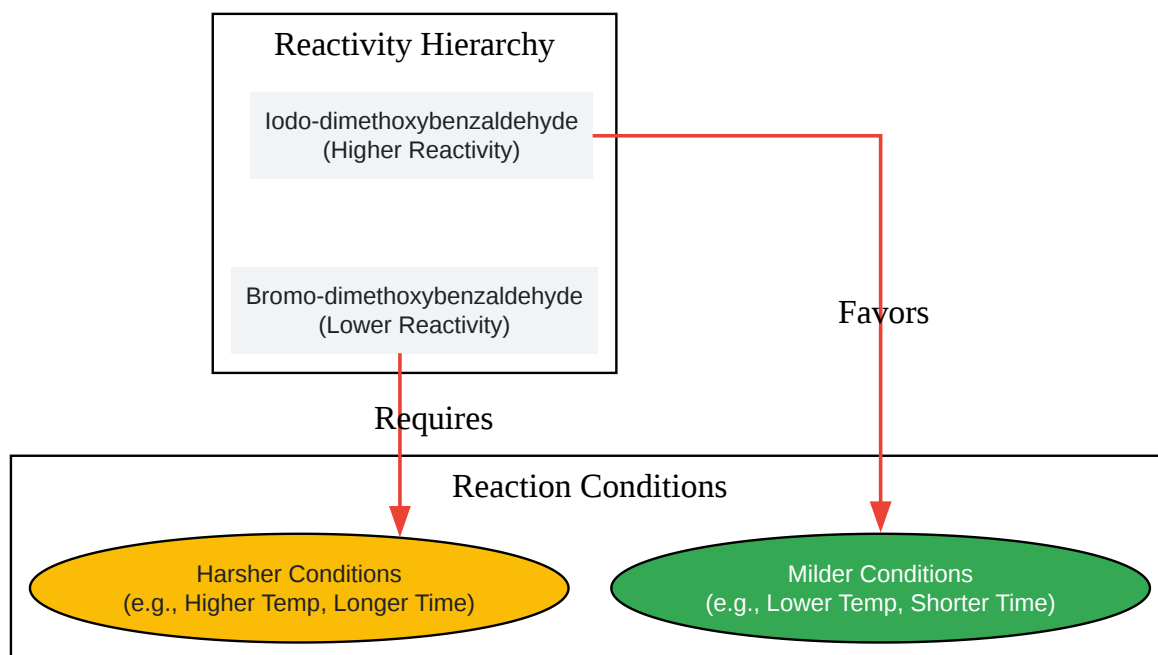 Reactivity Hierarchy
Iodo-dimethoxybenzaldehyde
(Higher Reactivity)
Bromo-dimethoxybenzaldehyde
(Lower Reactivity)
Favors
Requires
Reaction Conditions
Harsher Conditions
(e.g., Higher Temp, Longer Time)
Milder Conditions
(e.g., Lower Temp, Shorter Time)